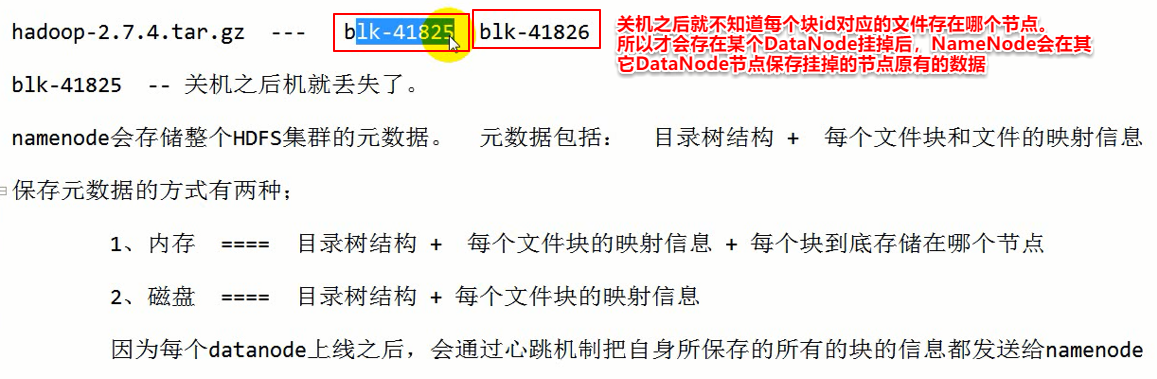 hadoop-2.7.4.tar.gz --- blk-41825 blk-41826
关机之后就不知道每个块id对应的文件存在哪个节点。
所以才会存在某个DataNode挂掉后，NameNode会在其
它DataNode节点保存挂掉的节点原有的数据
blk-41825 -- 关机之后机就丢失了。
namenode会存储整个HDFS集群的元数据。 元数据包括： 目录树结构 + 每个文件块和文件的映射信息
保存元数据的方式有两种；
1、内存 ==== 目录树结构 + 每个文件块的映射信息 + 每个块到底存储在哪个节点
2、磁盘 ==== 目录树结构 + 每个文件块的映射信息
因为每个datanode上线之后，会通过心跳机制把自身所保存的所有的块的信息都发送给namenode